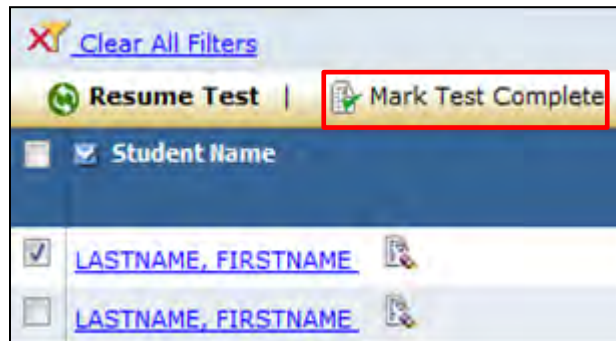 Clear All Filters
Resume Test | Mark Test Complete
Student Name
LASTNAME, FIRSTNAME
LASTNAME, FIRSTNAME